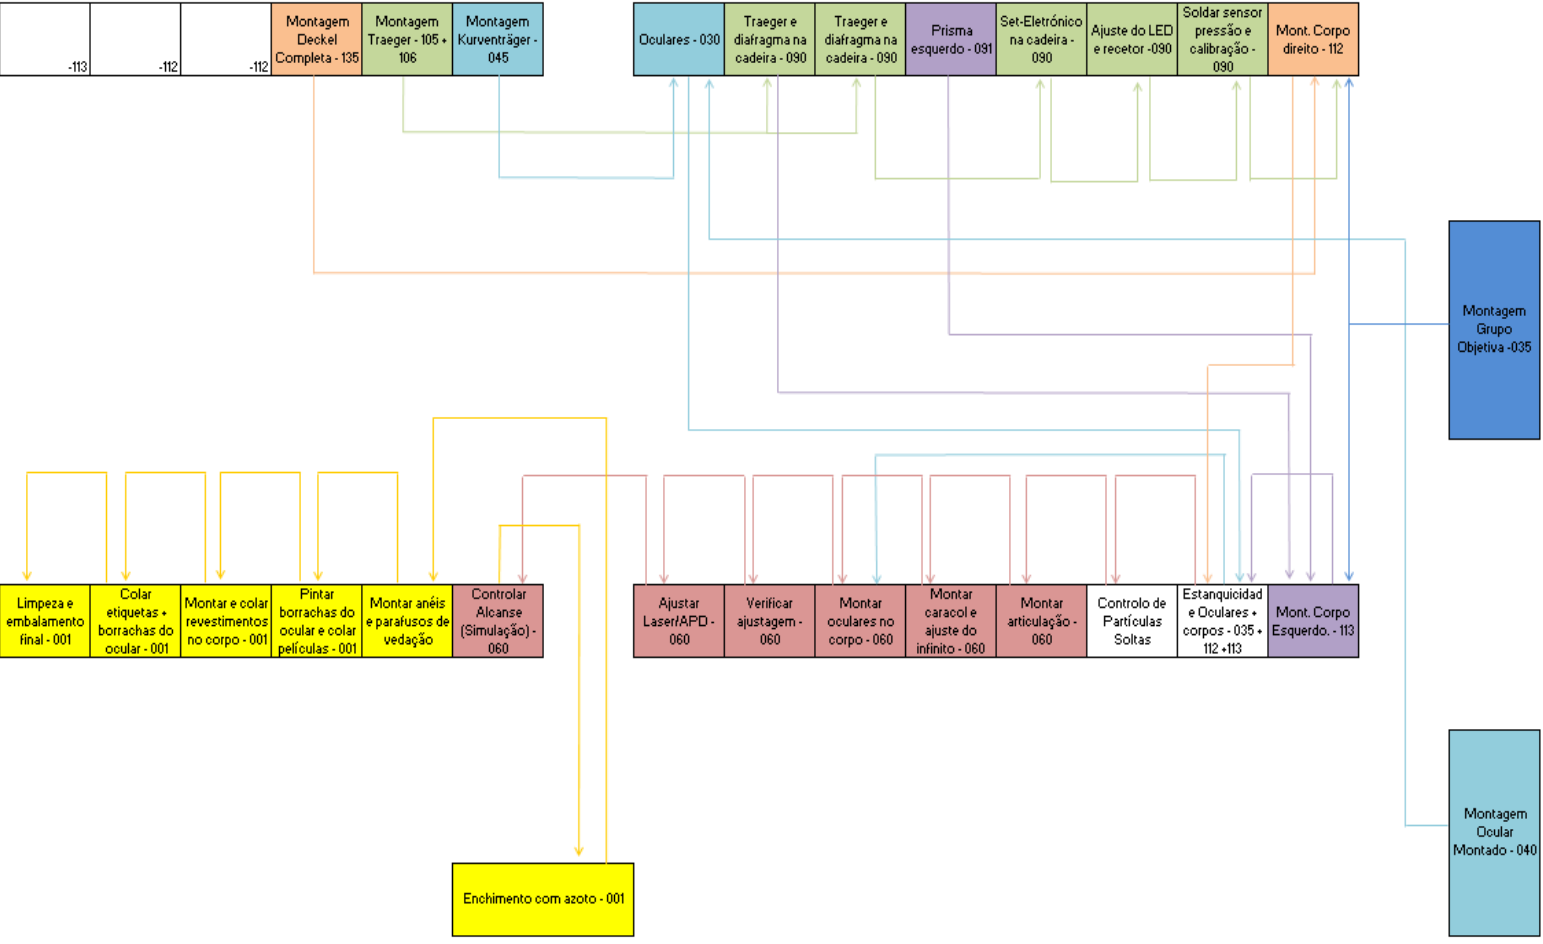 -113
-112
-112
Montagem
Deckel
Completa - 135
Montagem
Traeger - 105 +
106
Montagem
Kurventräger -
045
Oculares - 030
Traeger e
diafragma na
cadeira - 090
Traeger e
diafragma na
cadeira - 090
Prisma
esquerdo - 091
Set-Eletrónico
na cadeira -
090
Ajuste do LED
e recetor -090
Soldar sensor
pressão e
calibração -
090
Mont. Corpo
direito - 112
Montagem
Grupo
Objetiva -035
Limpeza e
embalamento
final - 001
Colar
etiquetas +
borrachas do
ocular - 001
Montar e colar
revestimentos
no corpo - 001
Pintar
borrachas do
ocular e colar
películas - 001
Montar anéis
e parafusos de
vedação
Controlar
Alcanse
(Simulação) -
060
Ajustar
Laser/APD -
060
Verificar
ajustagem -
060
Montar
oculares no
corpo - 060
Montar
caracol e
ajuste do
infinito - 060
Montar
articulação -
060
Controlo de
Partículas
Soltas
Estanquicidad
e Oculares +
corpos - 035 +
112 +113
Mont. Corpo
Esquerdo. - 113
Montagem
Ocular
Montado - 040
Enchimento com azoto - 001